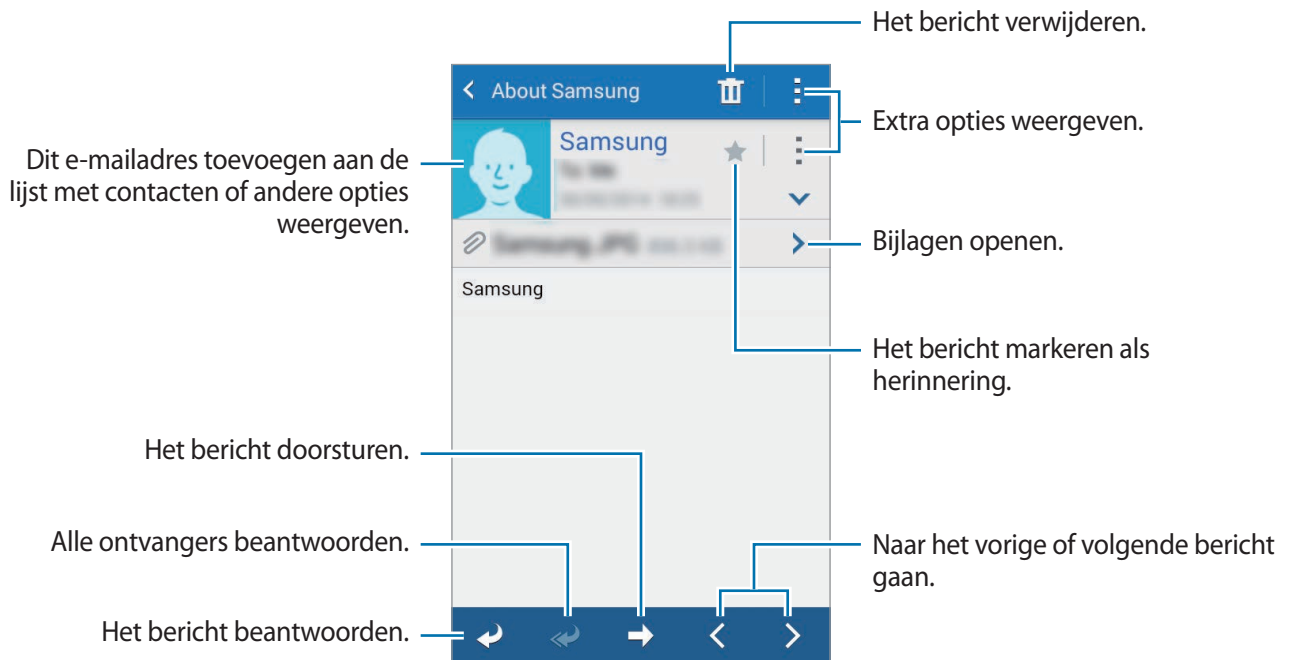 Het bericht verwijderen.
About Samsung
Extra opties weergeven.
Samsung
Dit e-mailadres toevoegen aan de
lijst met contacten of andere opties
weergeven.
Bijlagen openen.
Samsung
Het bericht markeren als
herinnering.
Het bericht doorsturen.
Alle ontvangers beantwoorden.
Naar het vorige of volgende bericht
gaan.
Het bericht beantwoorden.